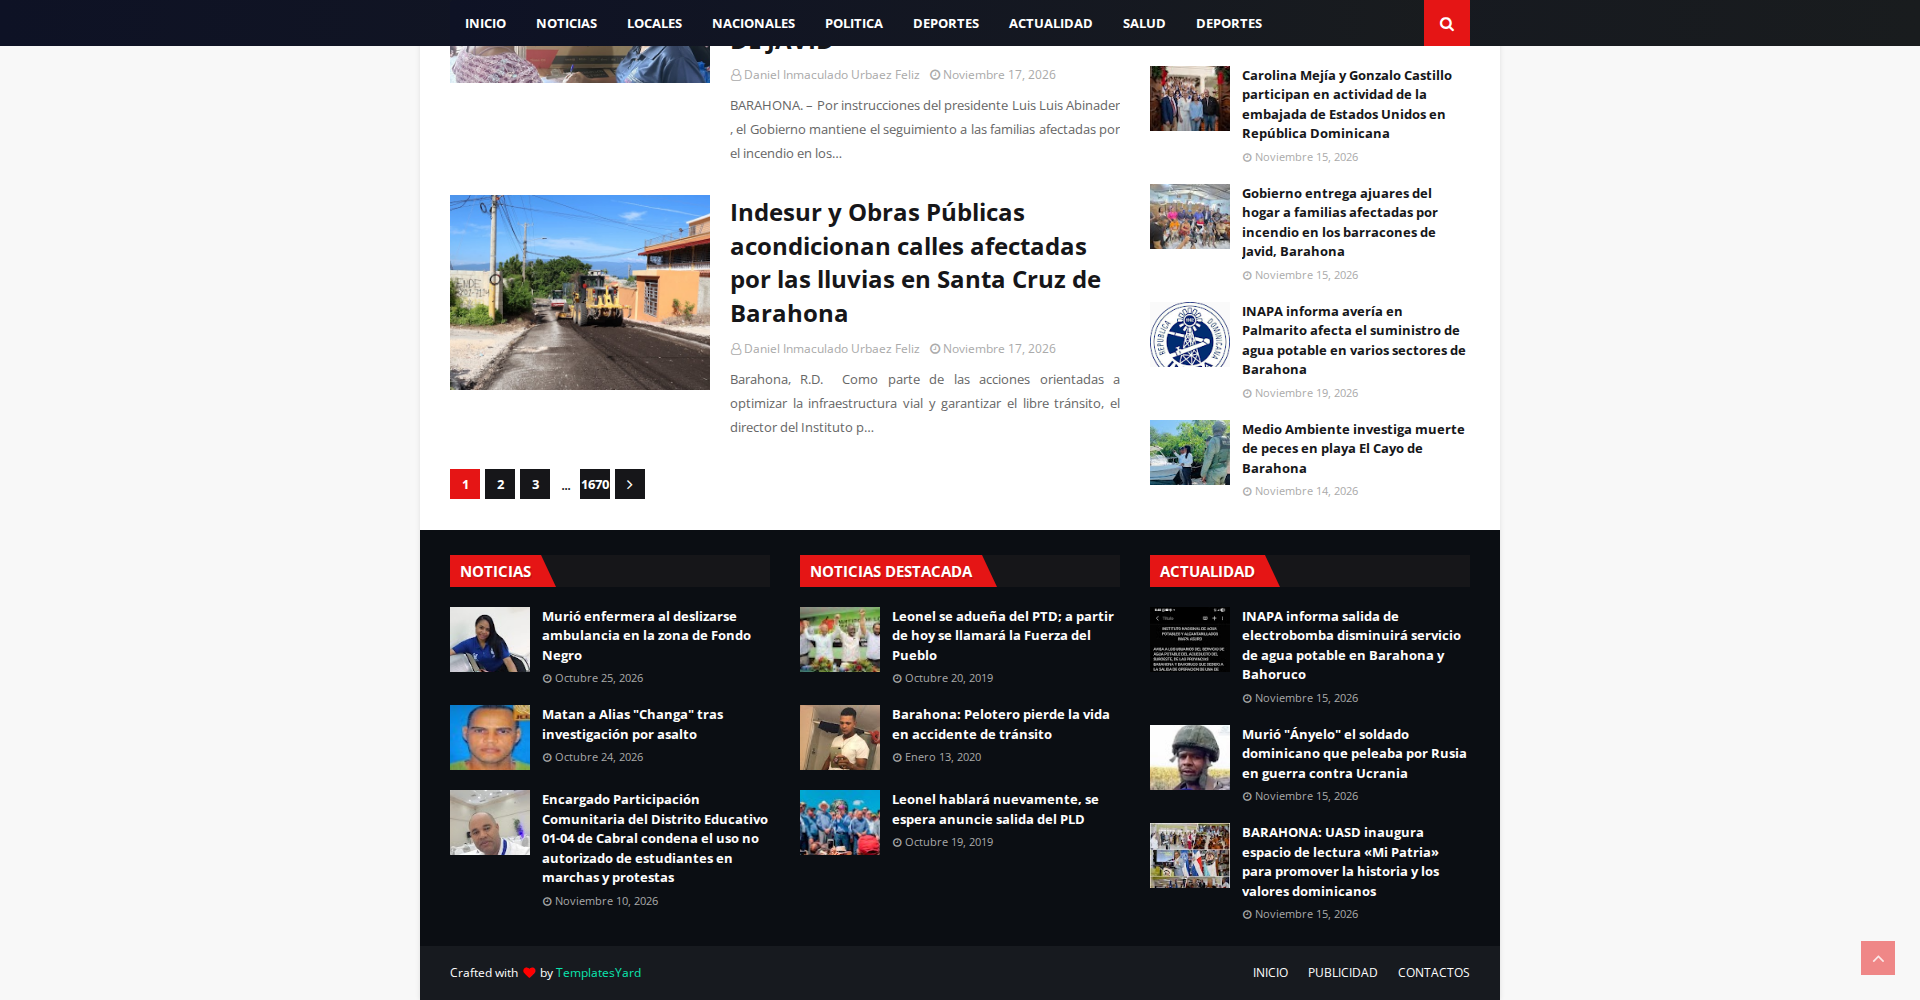 INICIO NOTICIAS LOCALES NACIONALES POLITICA DEPORTES ACTUALIDAD SALUD DEPORTES
Daniel Inmaculado Urbaez Feliz Noviembre 17, 2026
BARAHONA. – Por instrucciones del presidente Luis Luis Abinader
, el Gobierno mantiene el seguimiento a las familias afectadas por
el incendio en los...
Indesur y Obras Públicas
acondicionan calles afectadas
por las lluvias en Santa Cruz de
Barahona
Daniel Inmaculado Urbaez Feliz Noviembre 17, 2026
Barahona, R.D. Como parte de las acciones orientadas a
optimizar la infraestructura vial y garantizar el libre tránsito, el
director del Instituto p...
1 2 3 ... 1670
Carolina Mejía y Gonzalo Castillo
participan en actividad de la
embajada de Estados Unidos en
República Dominicana
Noviembre 15, 2026
Gobierno entrega ajuares del
hogar a familias afectadas por
incendio en los barracones de
Javid, Barahona
Noviembre 15, 2026
REPUBLICA DOMINICANA
INAPA informa avería en
Palmarito afecta el suministro de
agua potable en varios sectores de
Barahona
Noviembre 19, 2026
Medio Ambiente investiga muerte
de peces en playa El Cayo de
Barahona
Noviembre 14, 2026
NOTICIAS
Murió enfermera al deslizarse
ambulancia en la zona de Fondo
Negro
Octubre 25, 2026
Matan a Alias "Changa" tras
investigación por asalto
Octubre 24, 2026
Encargado Participación
Comunitaria del Distrito Educativo
01-04 de Cabral condena el uso no
autorizado de estudiantes en
marchas y protestas
Noviembre 10, 2026
NOTICIAS DESTACADA
Leonel se adueña del PTD; a partir
de hoy se llamará la Fuerza del
Pueblo
Octubre 20, 2019
Barahona: Pelotero pierde la vida
en accidente de tránsito
Enero 13, 2020
Leonel hablará nuevamente, se
espera anuncie salida del PLD
Octubre 19, 2019
ACTUALIDAD
INAPA informa salida de
electrobomba disminuirá servicio
de agua potable en Barahona y
Bahoruco
Noviembre 15, 2026
Murió "Ányelo" el soldado
dominicano que peleaba por Rusia
en guerra contra Ucrania
Noviembre 15, 2026
BARAHONA: UASD inaugura
espacio de lectura «Mi Patria»
para promover la historia y los
valores dominicanos
Noviembre 15, 2026
Crafted with by TemplatesYard
INICIO PUBLICIDAD CONTACTOS